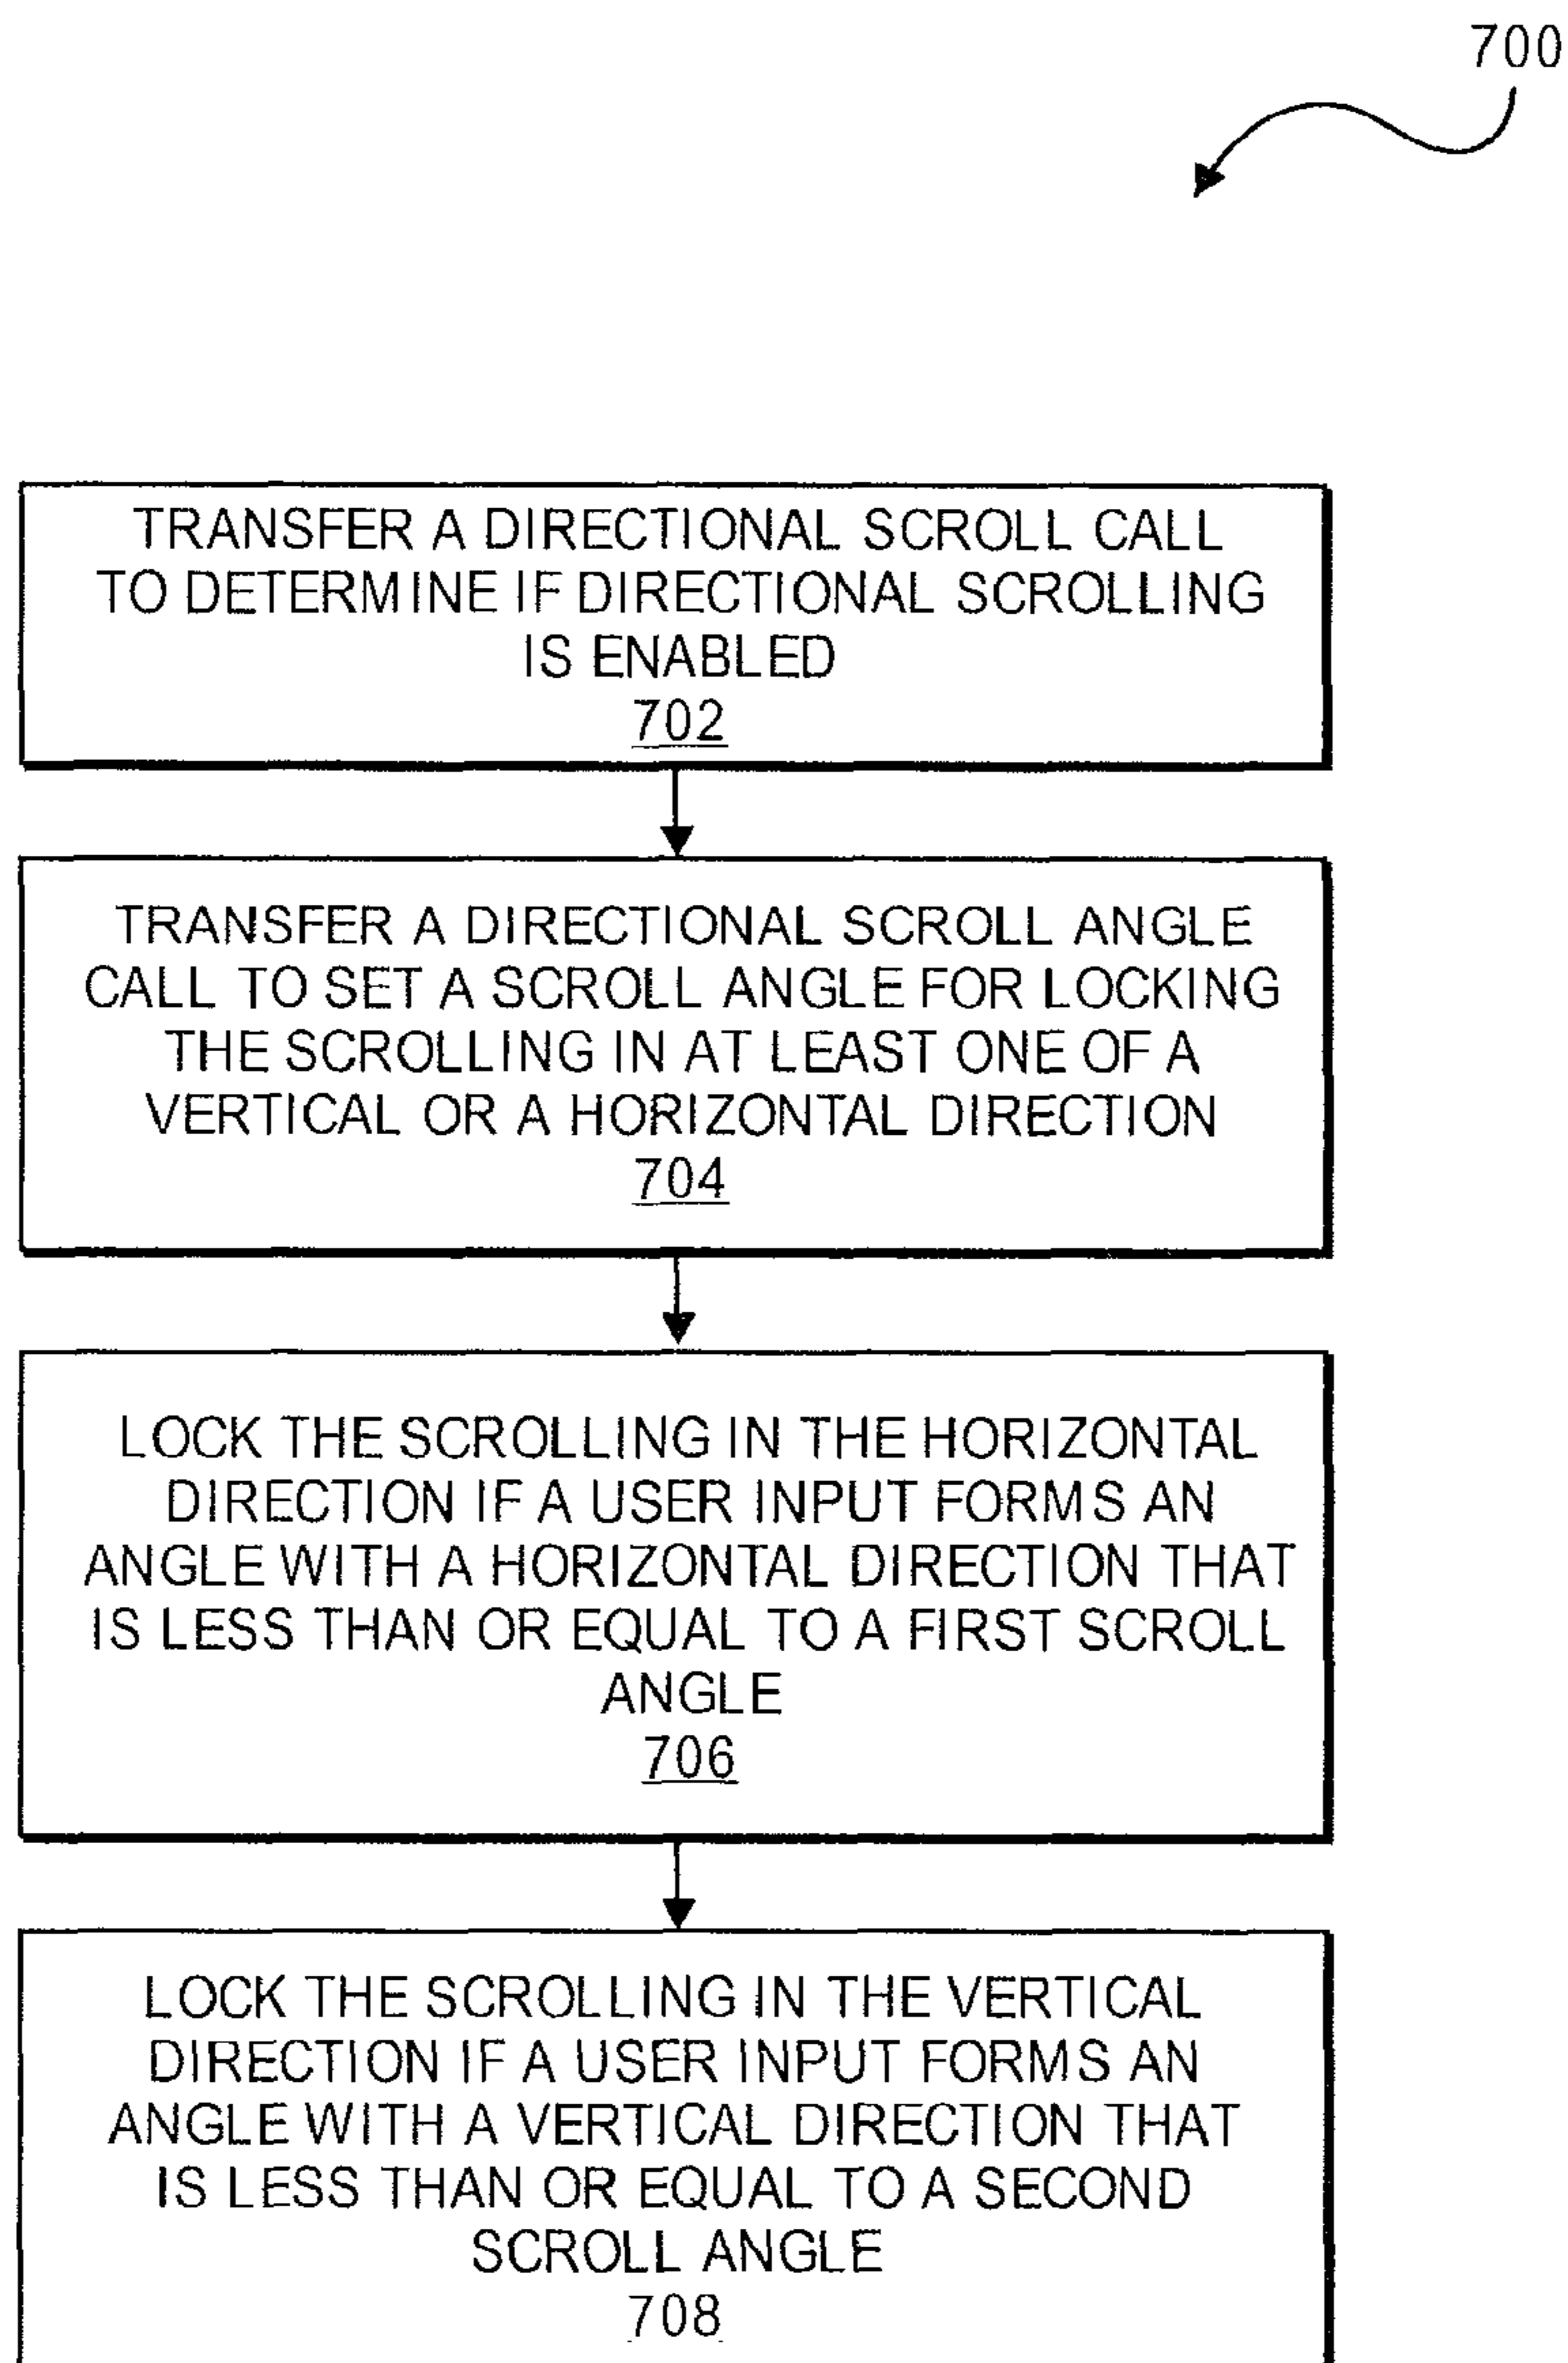 700
TRANSFER A DIRECTIONAL SCROLL CALL
TO DETERMINE IF DIRECTIONAL SCROLLING
IS ENABLED
702
TRANSFER A DIRECTIONAL SCROLL ANGLE
CALL TO SET A SCROLL ANGLE FOR LOCKING
THE SCROLLING IN AT LEAST ONE OF A
VERTICAL OR A HORIZONTAL DIRECTION
704
LOCK THE SCROLLING IN THE HORIZONTAL
DIRECTION IF A USER INPUT FORMS AN
ANGLE WITH A HORIZONTAL DIRECTION THAT
IS LESS THAN OR EQUAL TO A FIRST SCROLL
ANGLE
706
LOCK THE SCROLLING IN THE VERTICAL
DIRECTION IF A USER INPUT FORMS AN
ANGLE WITH A VERTICAL DIRECTION THAT
IS LESS THAN OR EQUAL TO A SECOND
SCROLL ANGLE
708